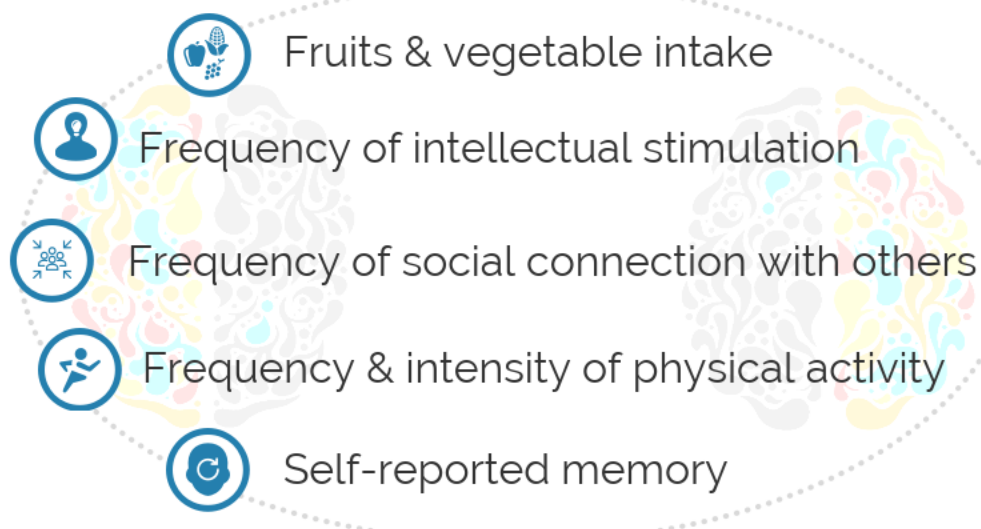 Fruits & vegetable intake
Frequency of intellectual stimulation
Frequency of social connection with others
Frequency & intensity of physical activity
Self-reported memory